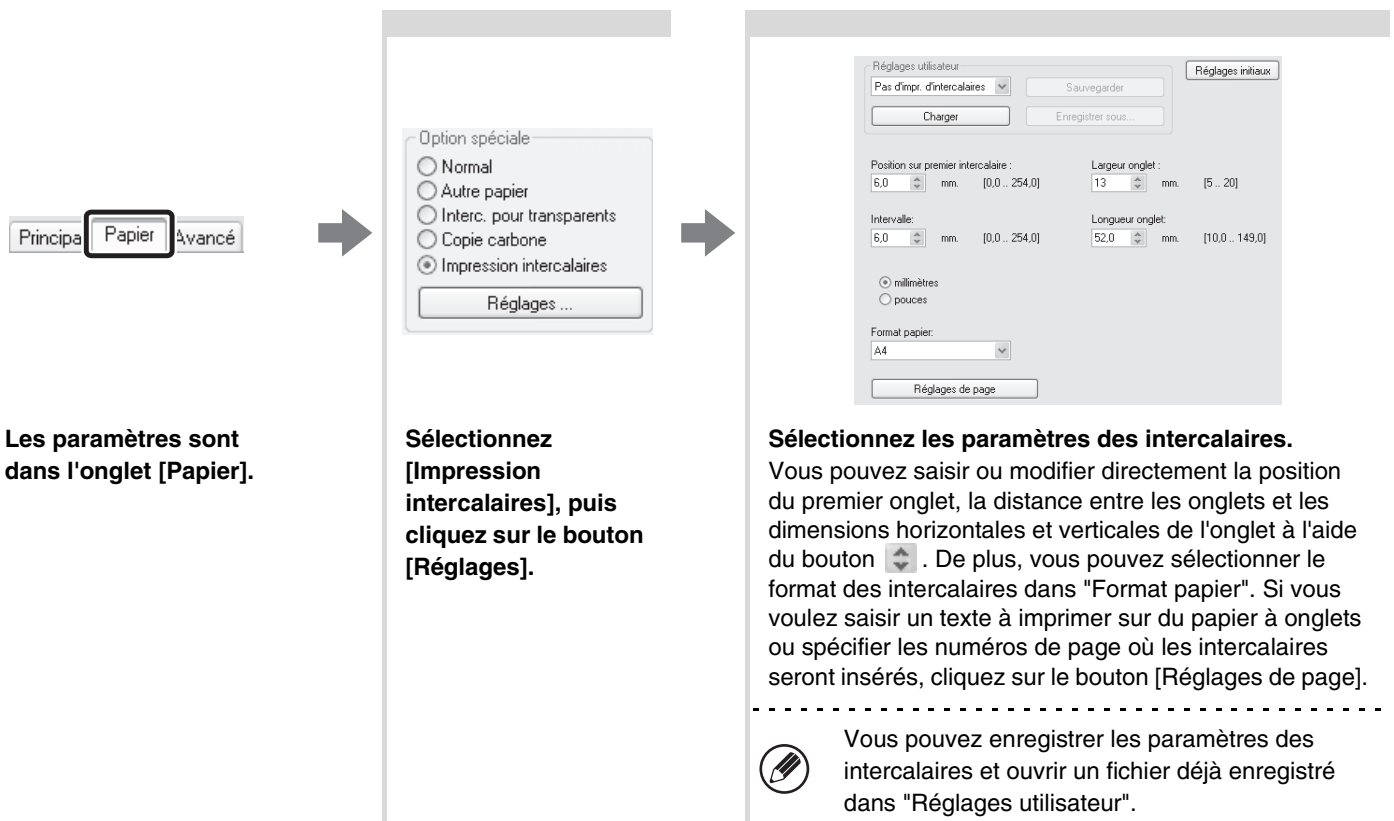 Principa Papier Avancé
Les paramètres sont
dans l'onglet [Papier].
Option spéciale
Normal
Autre papier
Interc. pour transparents
Copie carbone
Impression intercalaires
Réglages ...
Sélectionnez
[Impression
intercalaires], puis
cliquez sur le bouton
[Réglages].
Réglages utilisateur
Réglages initiaux
Pas d'impr. d'intercalaires Sauvegarder
Charger Enregistrer sous...
Position sur premier intercalaire : Largeur onglet :
6,0 mm. [0,0 .. 254,0] 13 mm. [5 .. 20]
Intervalle: Longueur onglet:
6,0 mm. [0,0 .. 254,0] 52,0 mm. [10,0 .. 149,0]
millimètres
pouces
Format papier:
A4
Réglages de page
Sélectionnez les paramètres des intercalaires.
Vous pouvez saisir ou modifier directement la position
du premier onglet, la distance entre les onglets et les
dimensions horizontales et verticales de l'onglet à l'aide
du bouton . De plus, vous pouvez sélectionner le
format des intercalaires dans "Format papier". Si vous
voulez saisir un texte à imprimer sur du papier à onglets
ou spécifier les numéros de page où les intercalaires
seront insérés, cliquez sur le bouton [Réglages de page].
Vous pouvez enregistrer les paramètres des
intercalaires et ouvrir un fichier déjà enregistré
dans "Réglages utilisateur".